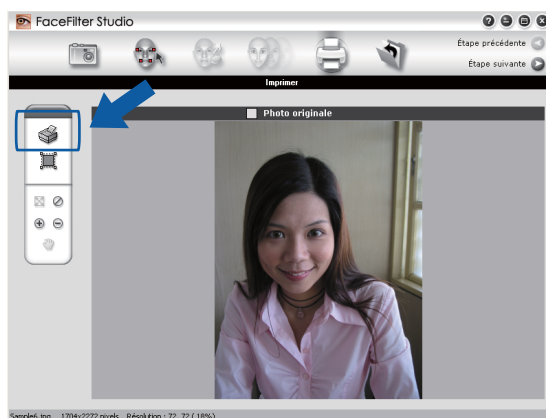 FaceFilter Studio
Étape précédente
Étape suivante
Imprimer
Photo originale
Sample6.jpg 1704x2272 pixels Résolution : 72, 72 ( 18%)